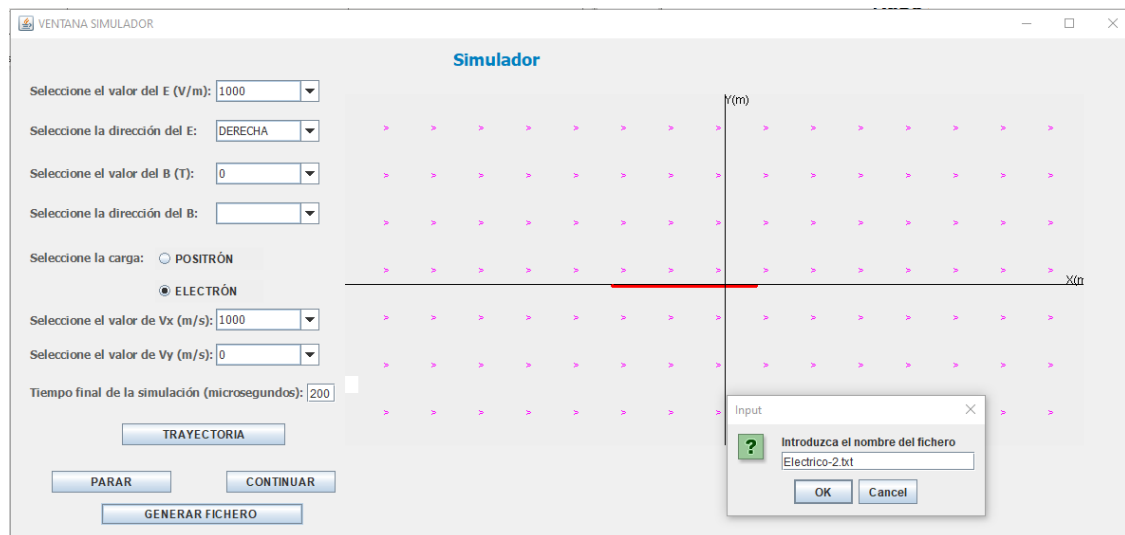 VENTANA SIMULADOR
Simulador
Seleccione el valor del E (V/m): 1000
Y(m)
Seleccione la dirección del E: DERECHA
Seleccione el valor del B (T): 0
Seleccione la dirección del B:
Seleccione la carga: POSITRÓN
X(m
ELECTRÓN
Seleccione el valor de Vx (m/s): 1000
Seleccione el valor de Vy (m/s): 0
Tiempo final de la simulación (microsegundos): 200
Input
TRAYECTORIA
? Introduzca el nombre del fichero
Electrico-2.txt
PARAR CONTINUAR
OK Cancel
GENERAR FICHERO